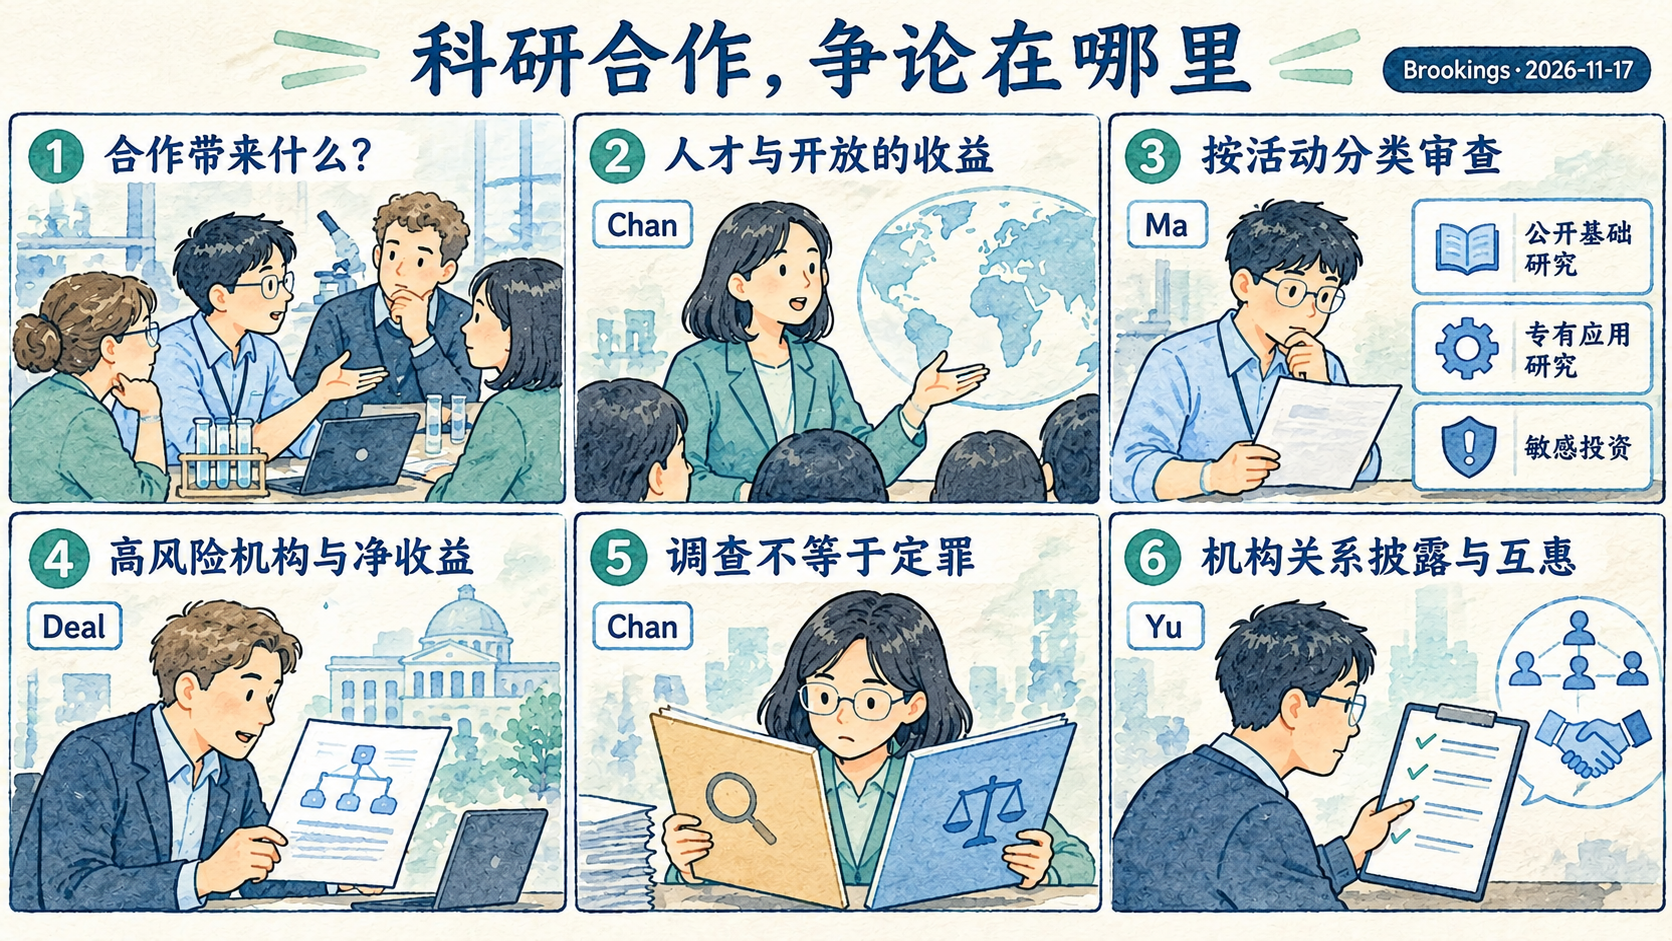 科研合作，争论在哪里
Brookings · 2026-11-17
1 合作带来什么？
2 人才与开放的收益
Chan
3 按活动分类审查
Ma
公开基础
研究
专有应用
研究
敏感投资
4 高风险机构与净收益
Deal
5 调查不等于定罪
Chan
6 机构关系披露与互惠
Yu